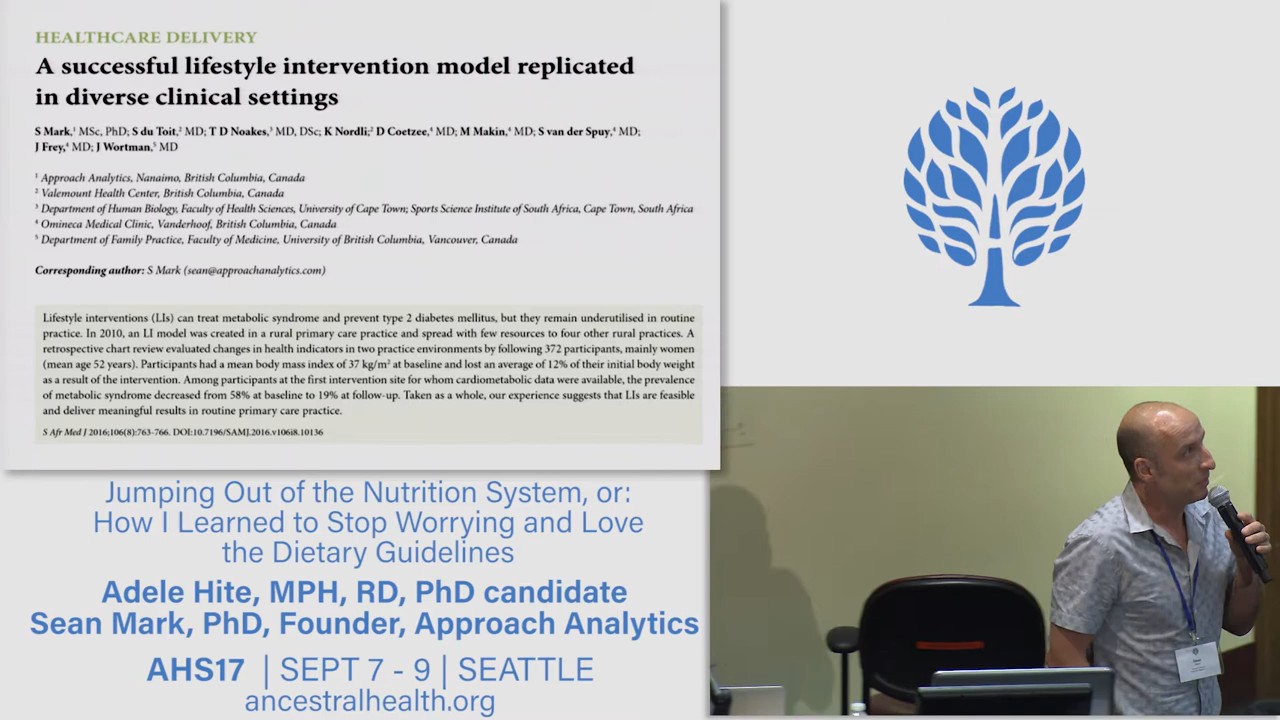 HEALTHCARE DELIVERY
A successful lifestyle intervention model replicated
in diverse clinical settings
S Mark,¹ MSc, PhD; S du Toit,² MD; T D Noakes,³ MD, DSc; K Nordli;² D Coetzee,⁴ MD; M Makin,⁴ MD; S van der Spuy,⁴ MD;
J Frey,⁴ MD; J Wortman,⁵ MD
¹ Approach Analytics, Nanaimo, British Columbia, Canada
² Valemount Health Center, British Columbia, Canada
³ Department of Human Biology, Faculty of Health Sciences, University of Cape Town; Sports Science Institute of South Africa, Cape Town, South Africa
⁴ Omineca Medical Clinic, Vanderhoof, British Columbia, Canada
⁵ Department of Family Practice, Faculty of Medicine, University of British Columbia, Vancouver, Canada
Corresponding author: S Mark (sean@approachanalytics.com)
Lifestyle interventions (LIs) can treat metabolic syndrome and prevent type 2 diabetes mellitus, but they remain underutilised in routine
practice. In 2010, an LI model was created in a rural primary care practice and spread with few resources to four other rural practices. A
retrospective chart review evaluated changes in health indicators in two practice environments by following 372 participants, mainly women
(mean age 52 years). Participants had a mean body mass index of 37 kg/m² at baseline and lost an average of 12% of their initial body weight
as a result of the intervention. Among participants at the first intervention site for whom cardiometabolic data were available, the prevalence
of metabolic syndrome decreased from 58% at baseline to 19% at follow-up. Taken as a whole, our experience suggests that LIs are feasible
and deliver meaningful results in routine primary care practice.
S Afr Med J 2016;106(8):763-766. DOI:10.7196/SAMJ.2016.v106i8.10136
Jumping Out of the Nutrition System, or:
How I Learned to Stop Worrying and Love
the Dietary Guidelines
Adele Hite, MPH, RD, PhD candidate
Sean Mark, PhD, Founder, Approach Analytics
AHS17 | SEPT 7 - 9 | SEATTLE
ancestralhealth.org